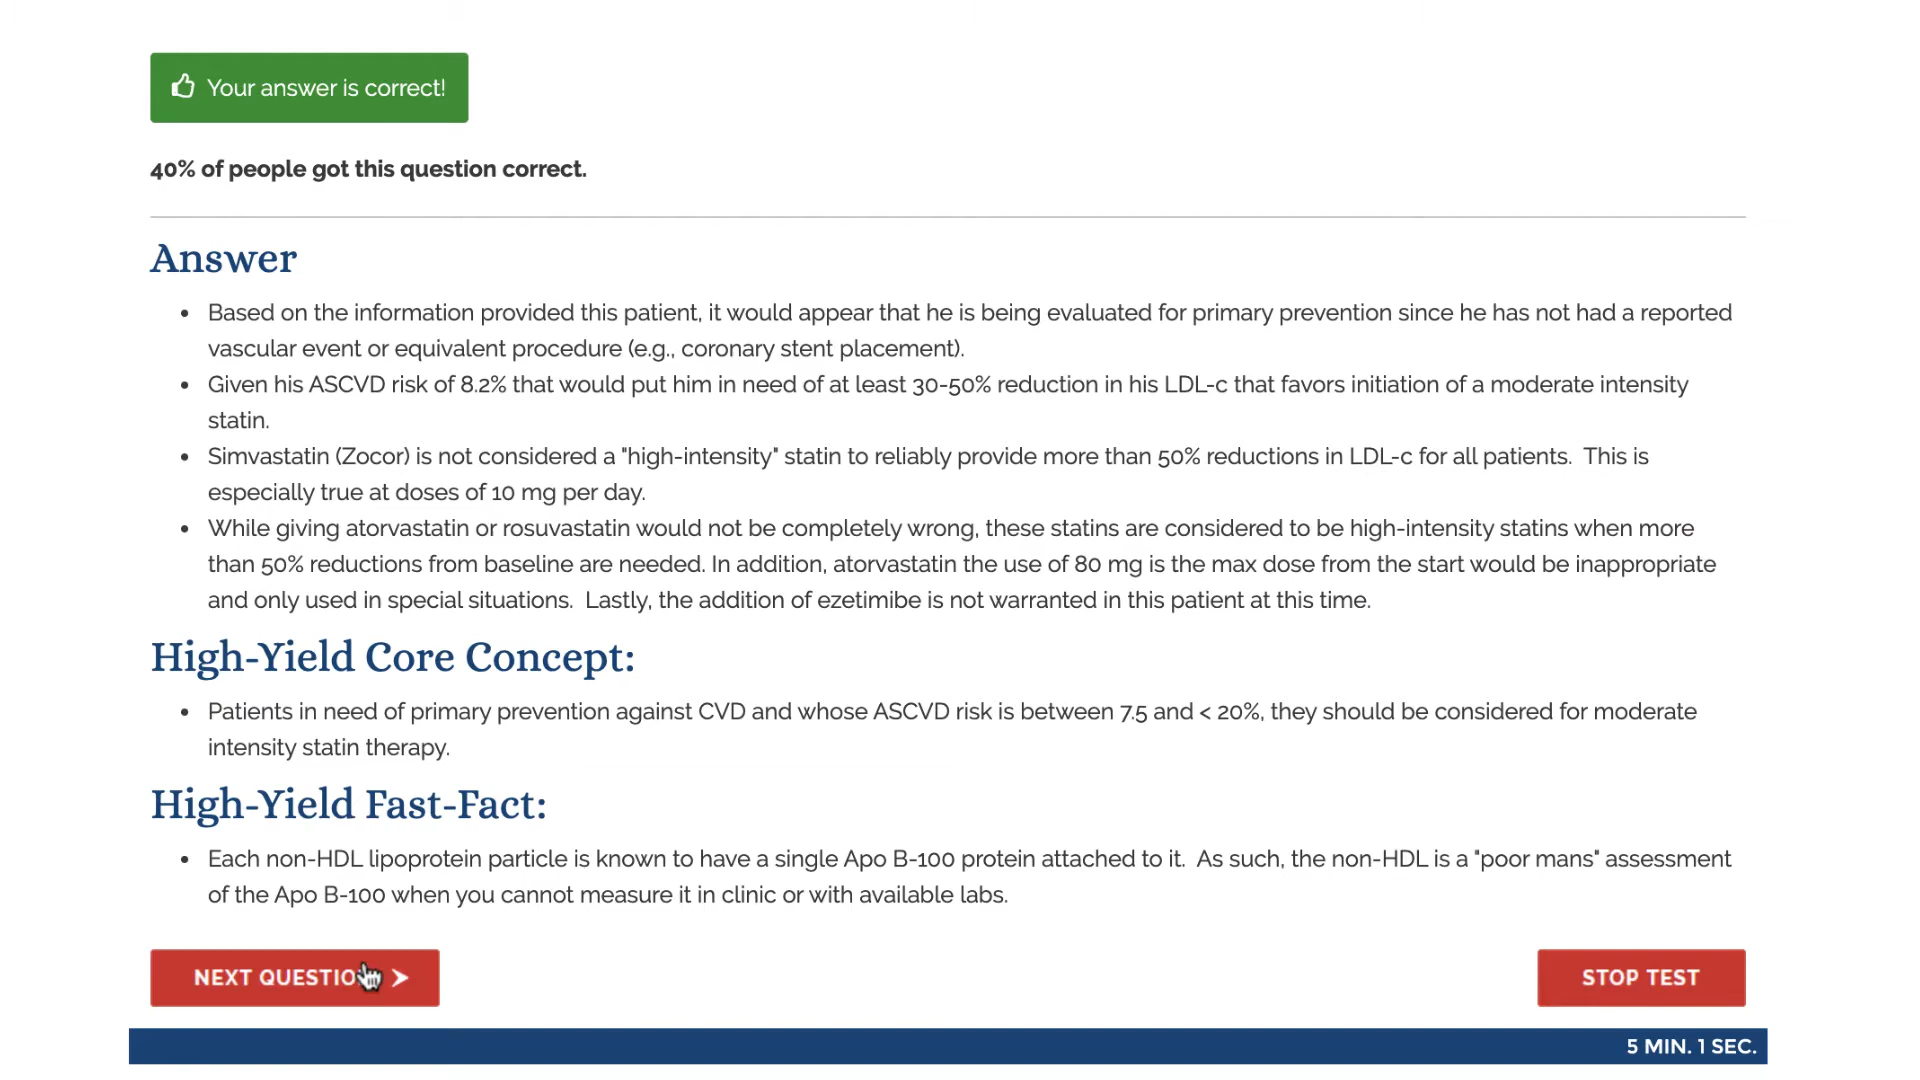 Your answer is correct!
40% of people got this question correct.
Answer
• Based on the information provided this patient, it would appear that he is being evaluated for primary prevention since he has not had a reported
vascular event or equivalent procedure (e.g., coronary stent placement).
• Given his ASCVD risk of 8.2% that would put him in need of at least 30-50% reduction in his LDL-c that favors initiation of a moderate intensity
statin.
• Simvastatin (Zocor) is not considered a "high-intensity" statin to reliably provide more than 50% reductions in LDL-c for all patients.  This is
especially true at doses of 10 mg per day.
• While giving atorvastatin or rosuvastatin would not be completely wrong, these statins are considered to be high-intensity statins when more
than 50% reductions from baseline are needed. In addition, atorvastatin the use of 80 mg is the max dose from the start would be inappropriate
and only used in special situations.  Lastly, the addition of ezetimibe is not warranted in this patient at this time.
High-Yield Core Concept:
• Patients in need of primary prevention against CVD and whose ASCVD risk is between 7.5 and < 20%, they should be considered for moderate
intensity statin therapy.
High-Yield Fast-Fact:
• Each non-HDL lipoprotein particle is known to have a single Apo B-100 protein attached to it.  As such, the non-HDL is a "poor mans" assessment
of the Apo B-100 when you cannot measure it in clinic or with available labs.
NEXT QUESTION >
STOP TEST
5 MIN. 1 SEC.